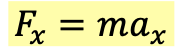 Fₓ = maₓ